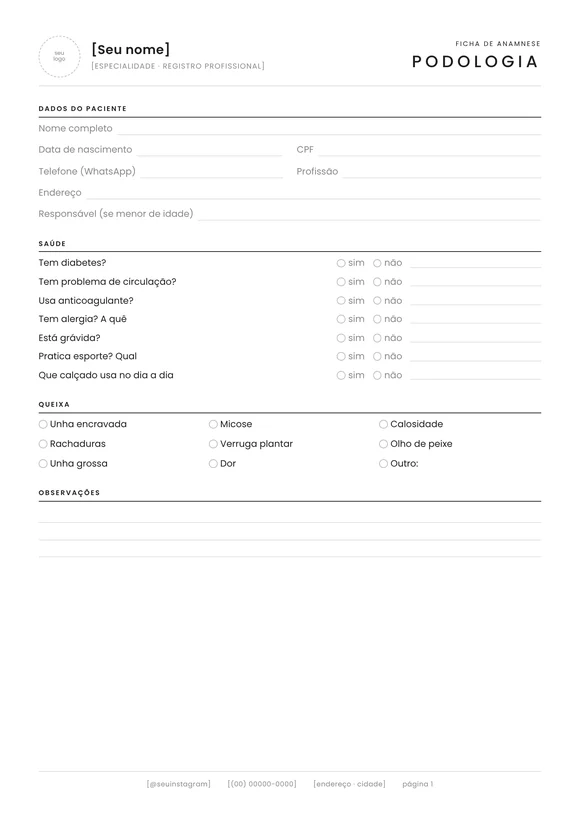 seu
logo
[Seu nome]
[ESPECIALIDADE · REGISTRO PROFISSIONAL]
FICHA DE ANAMNESE
PODOLOGIA
DADOS DO PACIENTE
Nome completo
Data de nascimento CPF
Telefone (WhatsApp) Profissão
Endereço
Responsável (se menor de idade)
SAÚDE
Tem diabetes? sim não
Tem problema de circulação? sim não
Usa anticoagulante? sim não
Tem alergia? A quê sim não
Está grávida? sim não
Pratica esporte? Qual sim não
Que calçado usa no dia a dia sim não
QUEIXA
Unha encravada Micose Calosidade
Rachaduras Verruga plantar Olho de peixe
Unha grossa Dor Outro:
OBSERVAÇÕES
[@seuinstagram] [(00) 00000-0000] [endereço · cidade] página 1